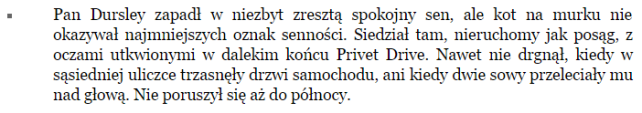 ▪ Pan Dursley zapadł w niezbyt zresztą spokojny sen, ale kot na murku nie
okazywał najmniejszych oznak senności. Siedział tam, nieruchomy jak posąg, z
oczami utkwionymi w dalekim końcu Privet Drive. Nawet nie drgnął, kiedy w
sąsiedniej uliczce trzasnęły drzwi samochodu, ani kiedy dwie sowy przeleciały mu
nad głową. Nie poruszył się aż do północy.